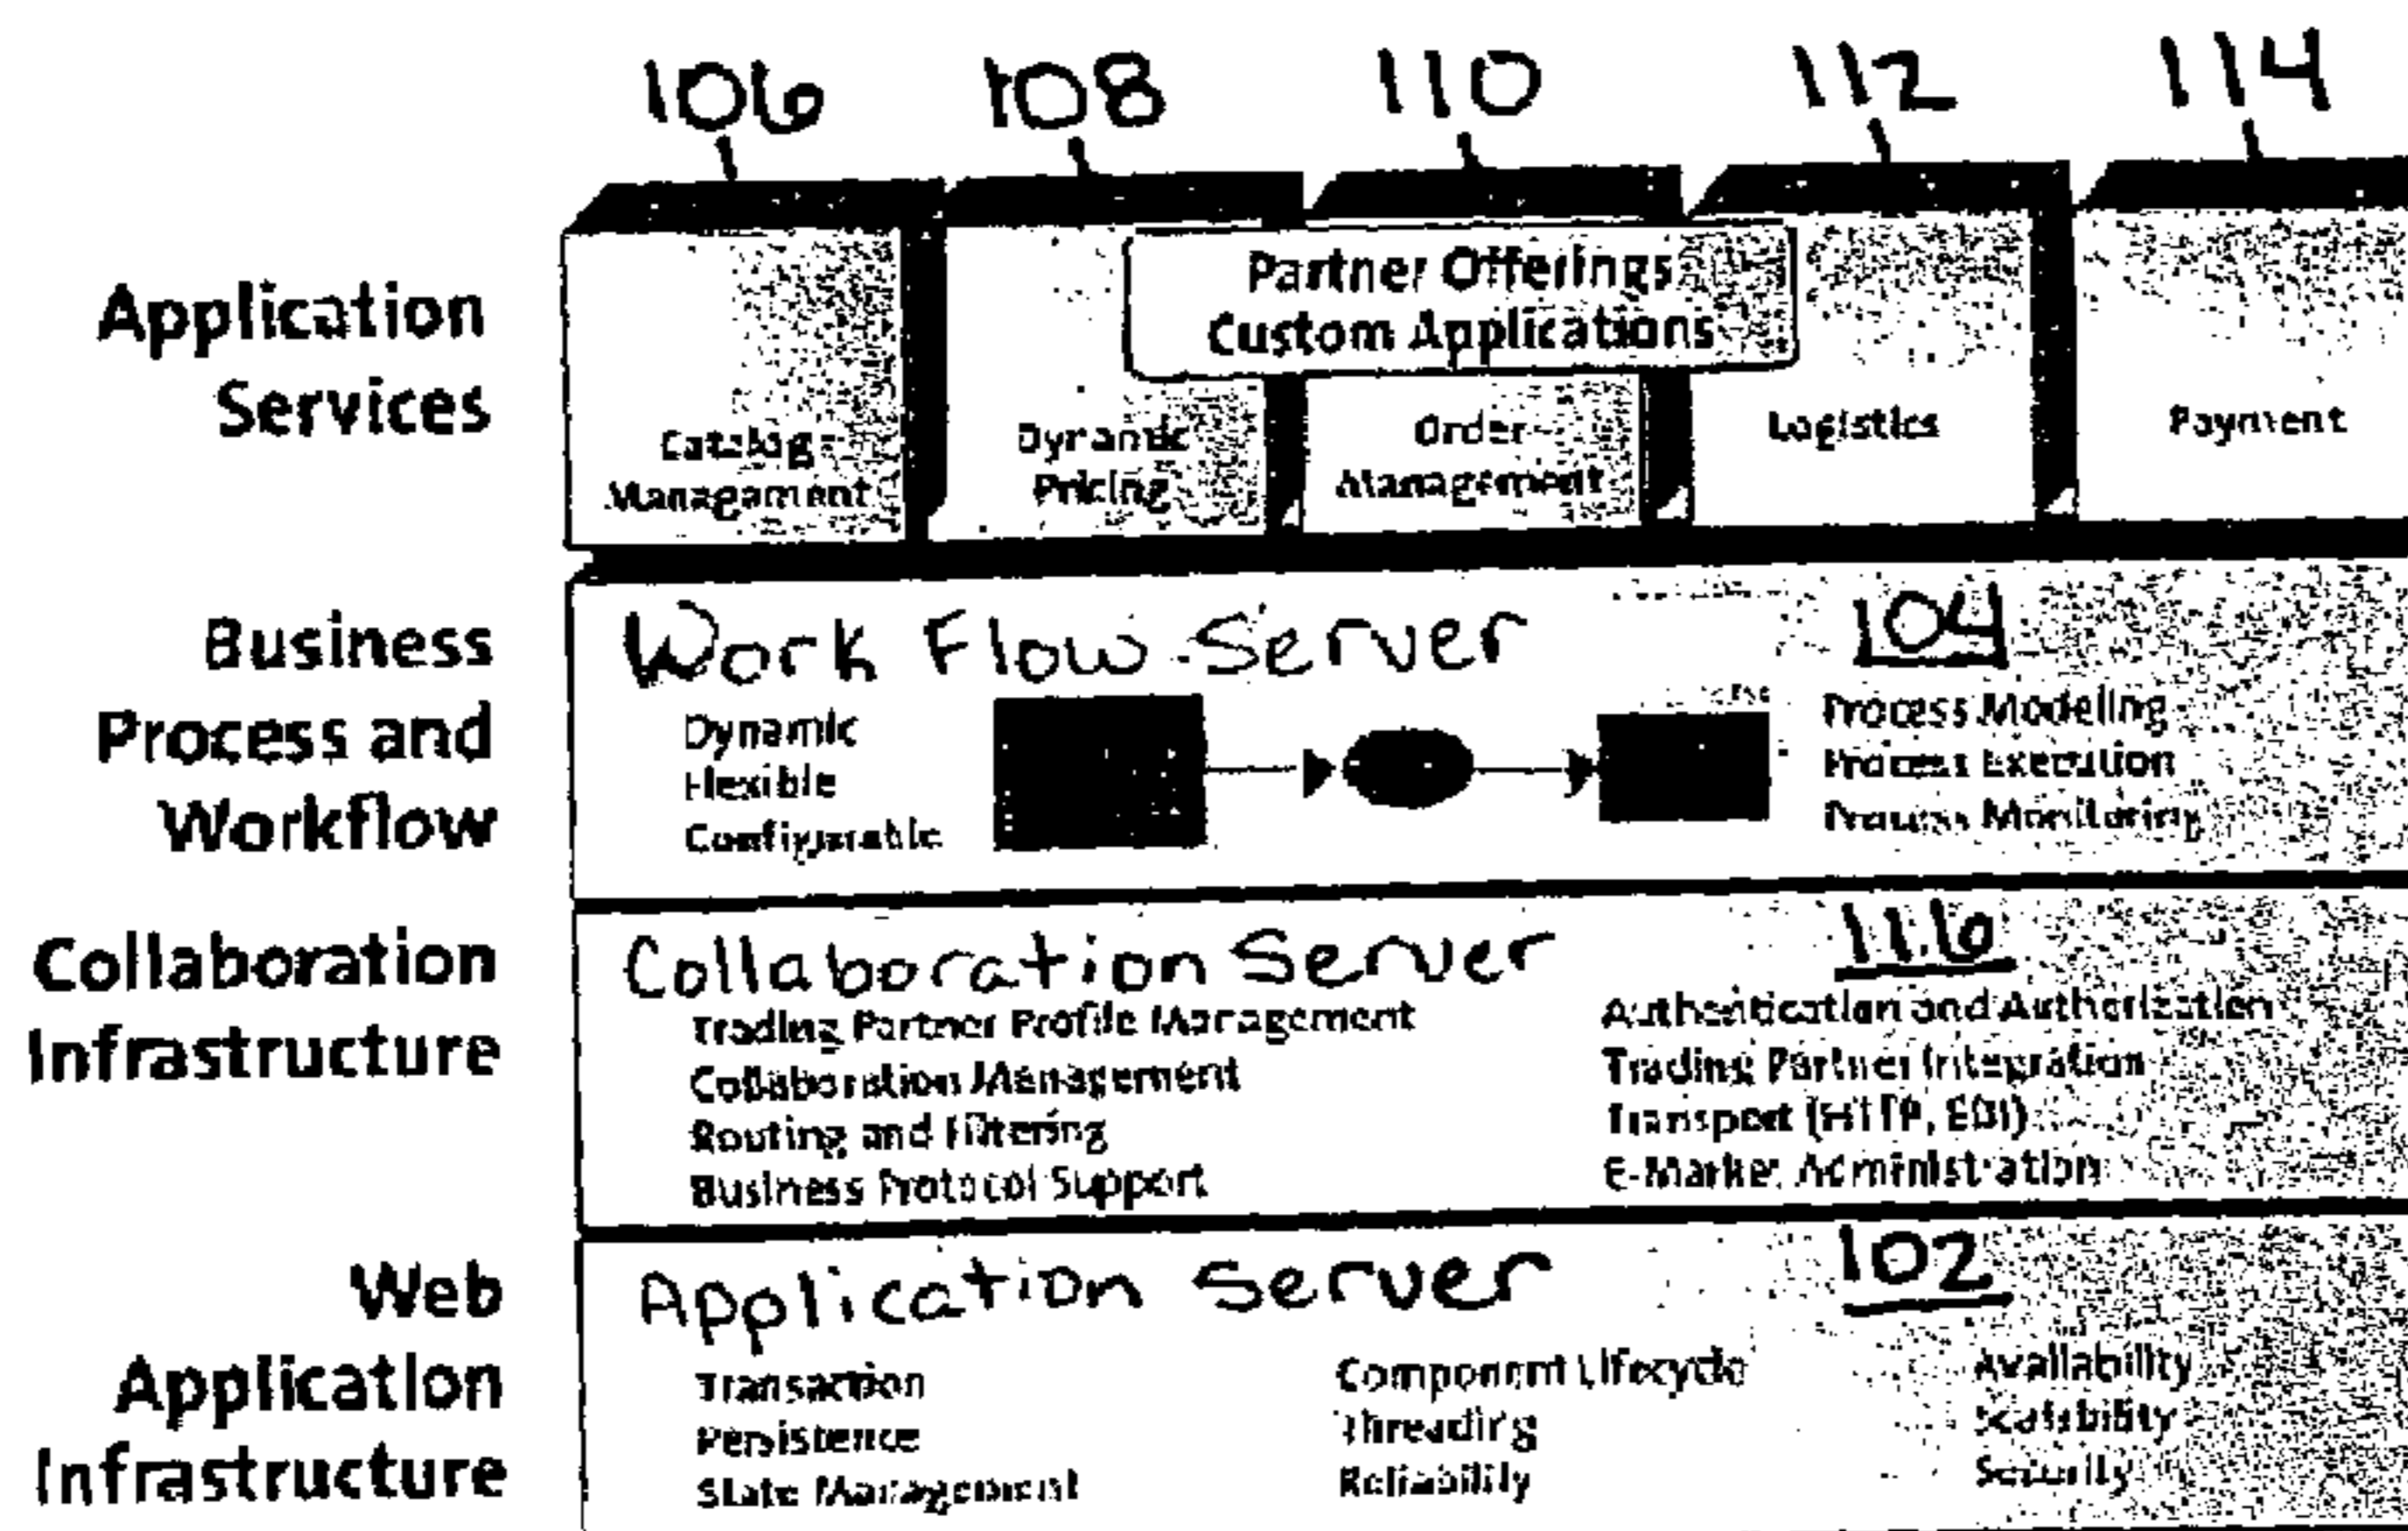 106 108 110 112 114
Application
Services
Partner Offerings
Custom Applications
Catalog
Management
Dynamic
Pricing
Order
Management
Logistics
Payment
Business
Process and
Workflow
Work Flow Server
104
Dynamic
Flexible
Configurable
Process Modeling
Process Execution
Process Monitoring
Collaboration
Infrastructure
Collaboration Server
116
Trading Partner Profile Management
Collaboration Management
Routing and Filtering
Business Protocol Support
Authentication and Authorization
Trading Partner Integration
Transport (HTTP, EDI)
E-Market Administration
Web
Application
Infrastructure
Application Server
102
Transaction
Persistence
State Management
Component Lifecycle
Threading
Reliability
Availability
Scalability
Security